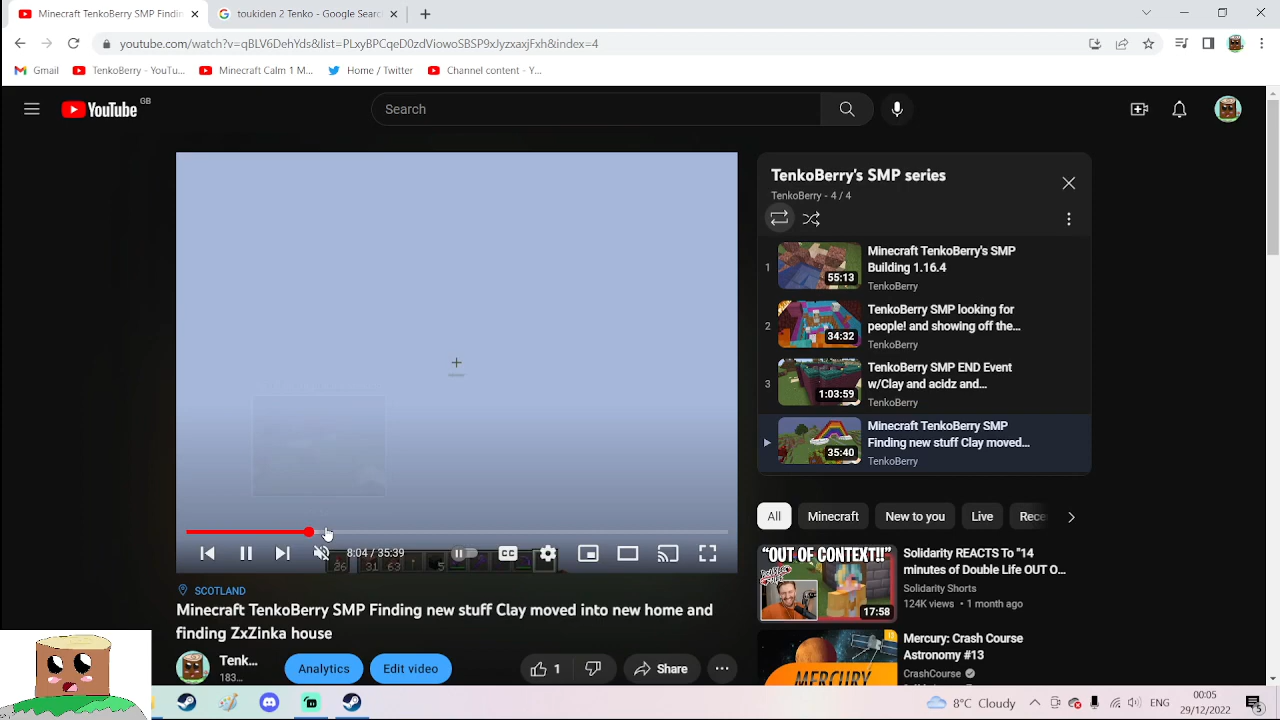 Minecraft TenkoBerry SMP Findin
toukiden 2 Tenko - Google Searc
youtube.com/watch?v=qBLV6DehYds&list=PLxyBPCqeD0zdViowoSBSP0xJyzxaxjFxh&index=4
Gmail
TenkoBerry - YouTu...
Minecraft Calm 1 M...
Home / Twitter
Channel content - Y...
YouTube GB
Search
TenkoBerry's SMP series
TenkoBerry - 4 / 4
1
55:13
Minecraft TenkoBerry's SMP
Building 1.16.4
TenkoBerry
2
34:32
TenkoBerry SMP looking for
people! and showing off the...
TenkoBerry
3
1:03:59
TenkoBerry SMP END Event
w/Clay and acidz and...
TenkoBerry
35:40
Minecraft TenkoBerry SMP
Finding new stuff Clay moved...
TenkoBerry
8:04 / 35:39
CC
26 31 63 5
All
Minecraft
New to you
Live
Rece
"OUT OF CONTEXT!!"
17:58
Solidarity REACTS to "14
minutes of Double Life OUT O...
Solidarity Shorts
124K views • 1 month ago
MERCURY
Mercury: Crash Course
Astronomy #13
CrashCourse
SCOTLAND
Minecraft TenkoBerry SMP Finding new stuff Clay moved into new home and
finding ZxZinka house
Tenk...
183...
Analytics
Edit video
1
Share
8°C Cloudy
ENG
00:05
29/12/2022
5